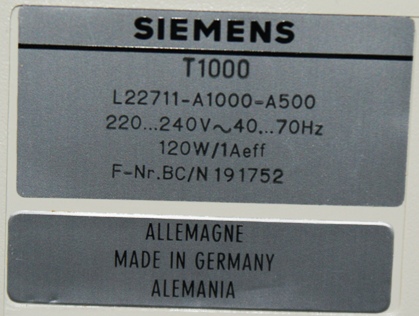 SIEMENS
T1000
L22711-A1000-A500
220...240V~40...70Hz
120W/1Aeff
F-Nr.BC/N 191752
ALLEMAGNE
MADE IN GERMANY
ALEMANIA